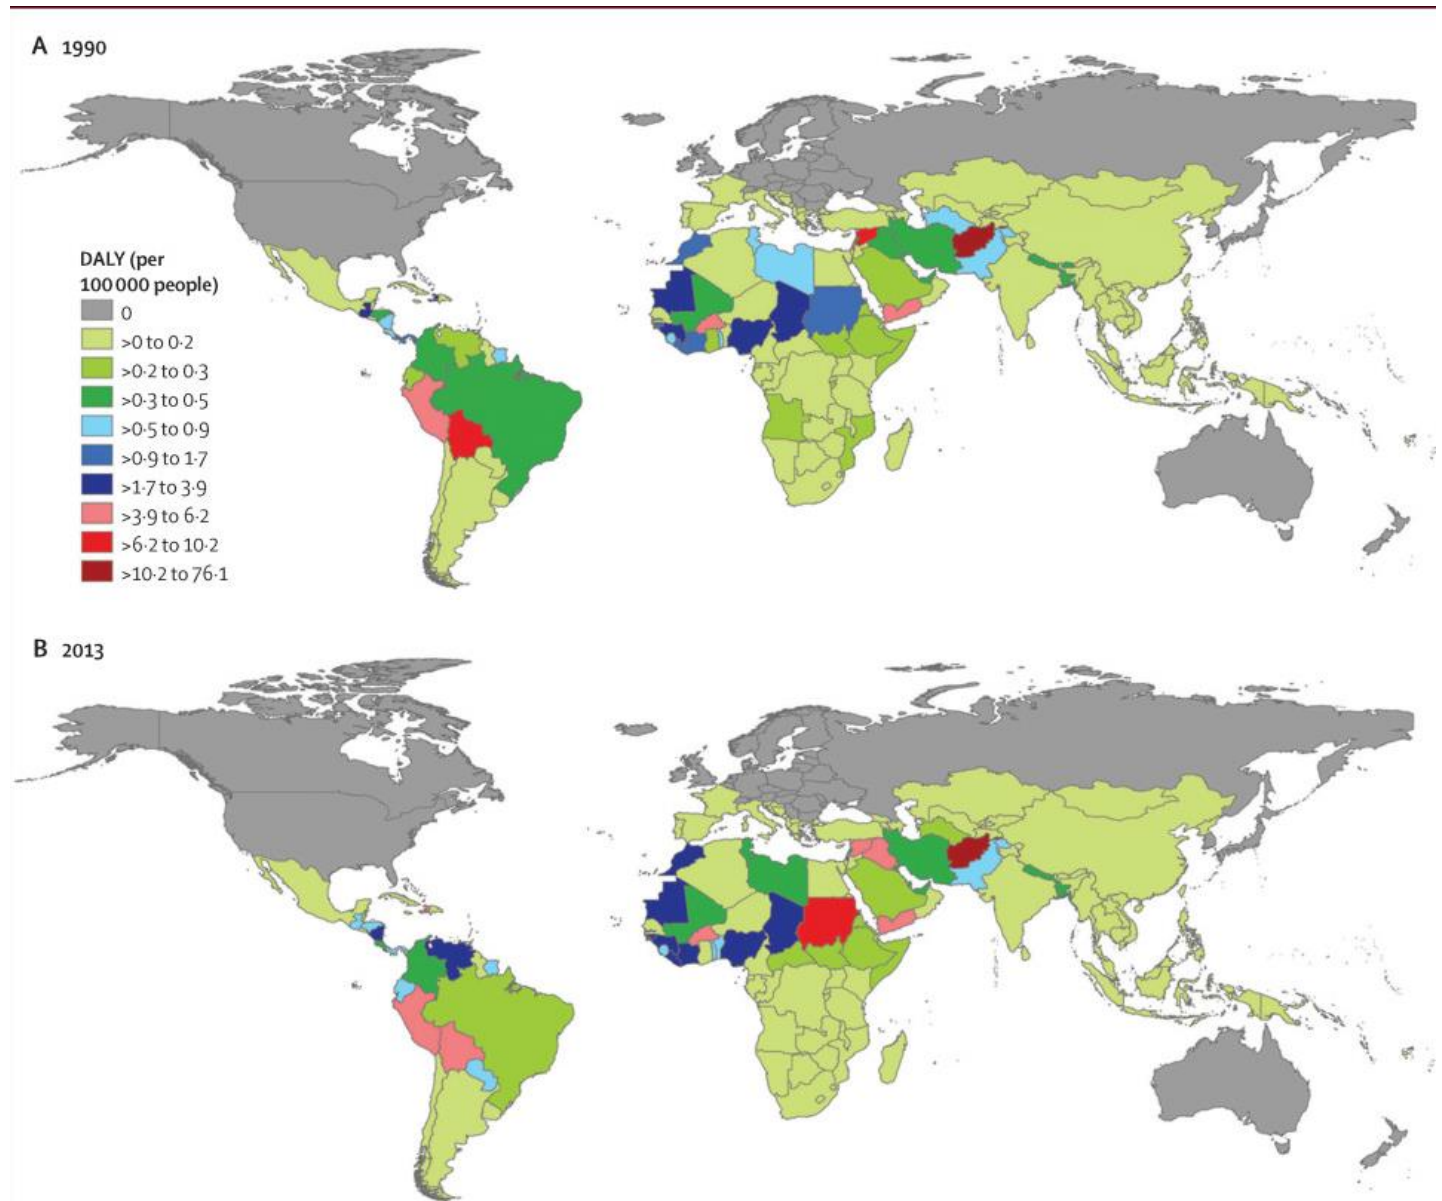 A 1990
DALY (per
100 000 people)
0
>0 to 0·2
>0·2 to 0·3
>0·3 to 0·5
>0·5 to 0·9
>0·9 to 1·7
>1·7 to 3·9
>3·9 to 6·2
>6·2 to 10·2
>10·2 to 76·1
B 2013